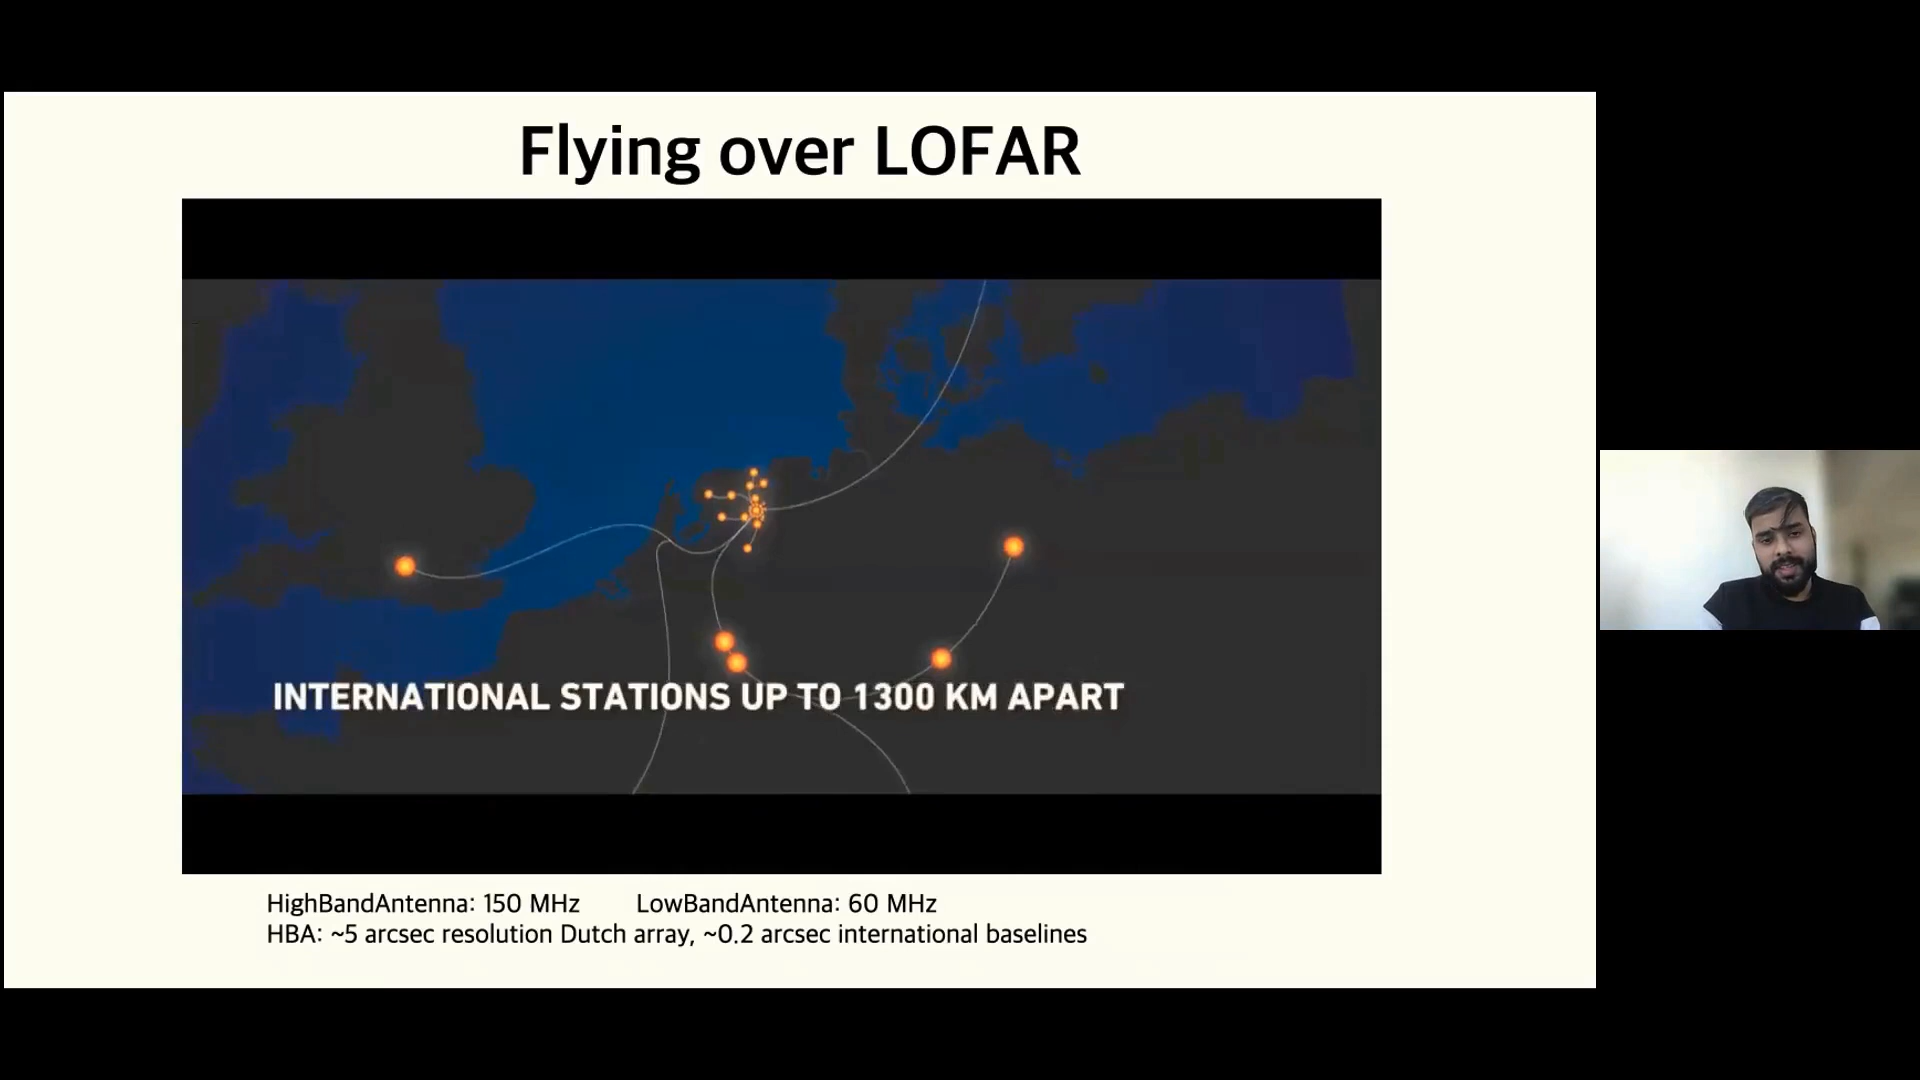 Flying over LOFAR
INTERNATIONAL STATIONS UP TO 1300 KM APART
HighBandAntenna: 150 MHz LowBandAntenna: 60 MHz
HBA: ~5 arcsec resolution Dutch array, ~0.2 arcsec international baselines